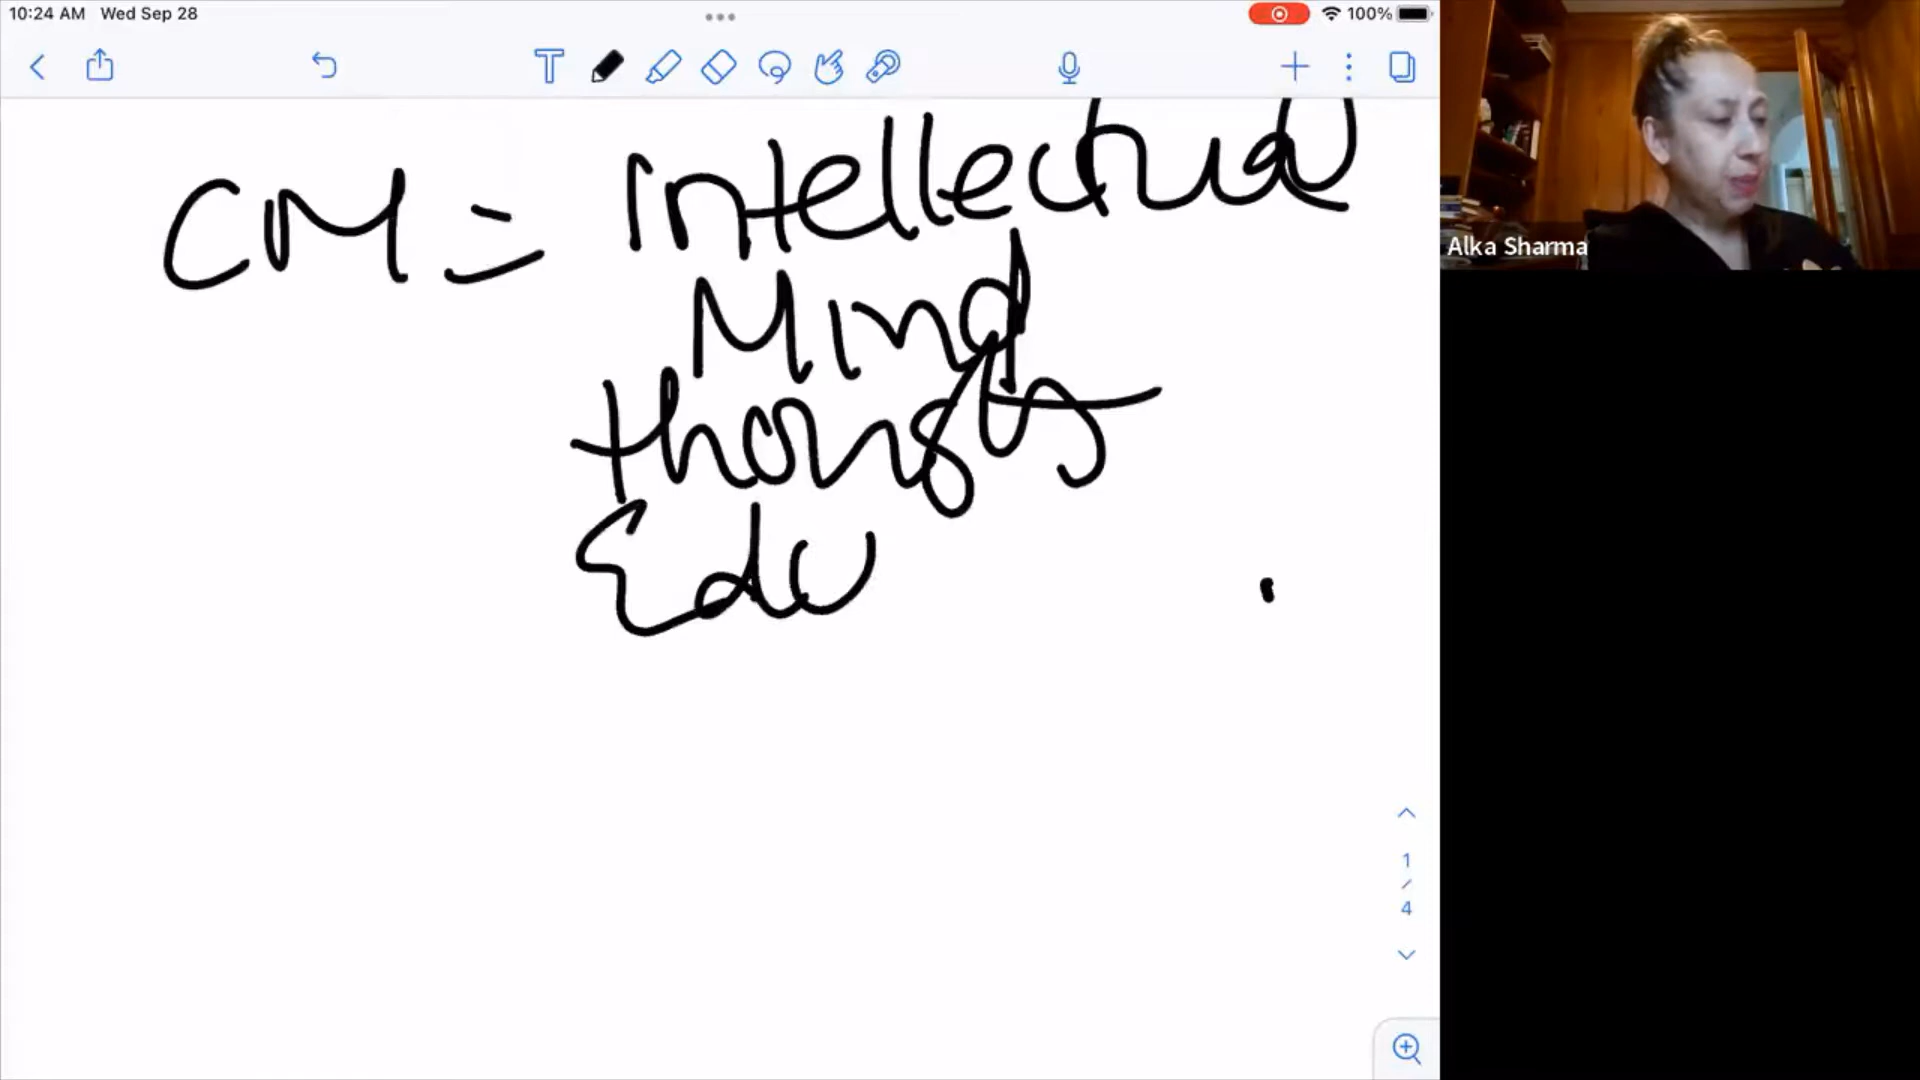 10:24 AM Wed Sep 28
100%
CM = Intellectual
Mind
thoughts
Edu
1
/
4
Alka Sharma